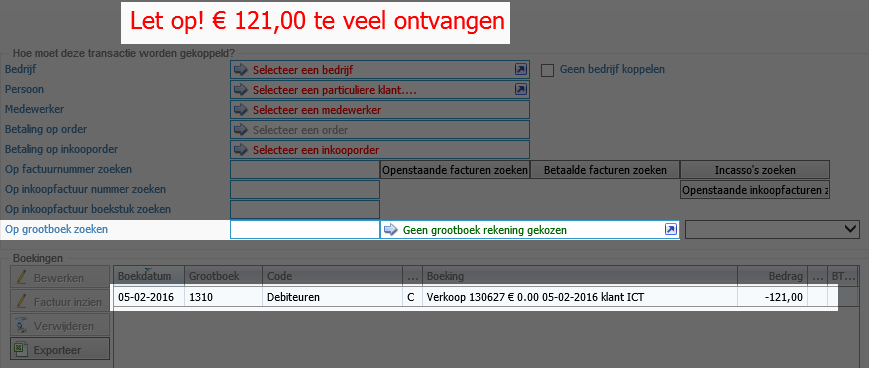 Let op! € 121,00 te veel ontvangen
Hoe moet deze transactie worden gekoppeld?
Bedrijf Selecteer een bedrijf Geen bedrijf koppelen
Persoon Selecteer een particuliere klant....
Medewerker Selecteer een medewerker
Betaling op order Selecteer een order
Betaling op inkooporder Selecteer een inkooporder
Op factuurnummer zoeken Openstaande facturen zoeken Betaalde facturen zoeken Incasso's zoeken
Op inkoopfactuur nummer zoeken Openstaande inkoopfacturen z
Op inkoopfactuur boekstuk zoeken
Op grootboek zoeken Geen grootboek rekening gekozen
Boekingen
Bewerken Boekdatum Grootboek Code ... Boeking Bedrag ... BT...
Factuur inzien 05-02-2016 1310 Debiteuren C Verkoop 130627 € 0.00 05-02-2016 klant ICT -121,00
Verwijderen
Exporteer